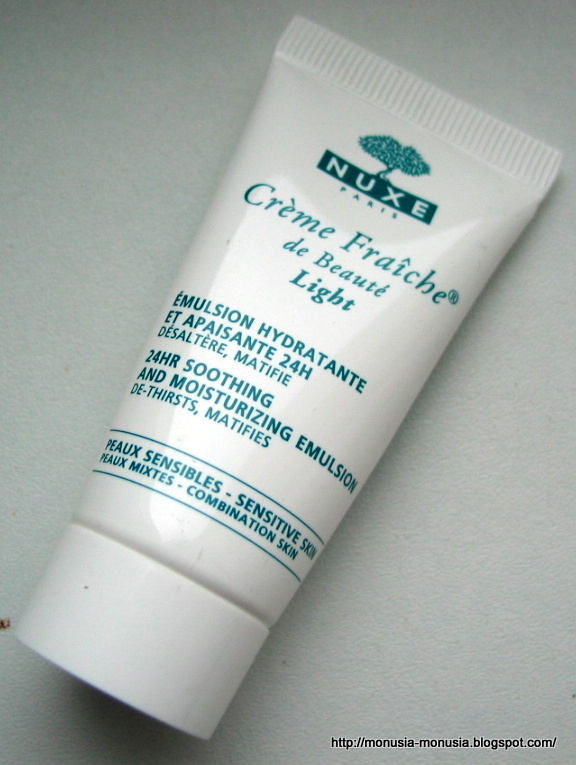 NUXE
PARIS
Crème Fraîche®
de Beauté
Light
ÉMULSION HYDRATANTE
ET APAISANTE 24H
DÉSALTÈRE, MATIFIE
24HR SOOTHING
AND MOISTURIZING EMULSION
DE-THIRSTS, MATIFIES
PEAUX SENSIBLES - SENSITIVE SKIN
PEAUX MIXTES - COMBINATION SKIN
http://monusia-monusia.blogspot.com/